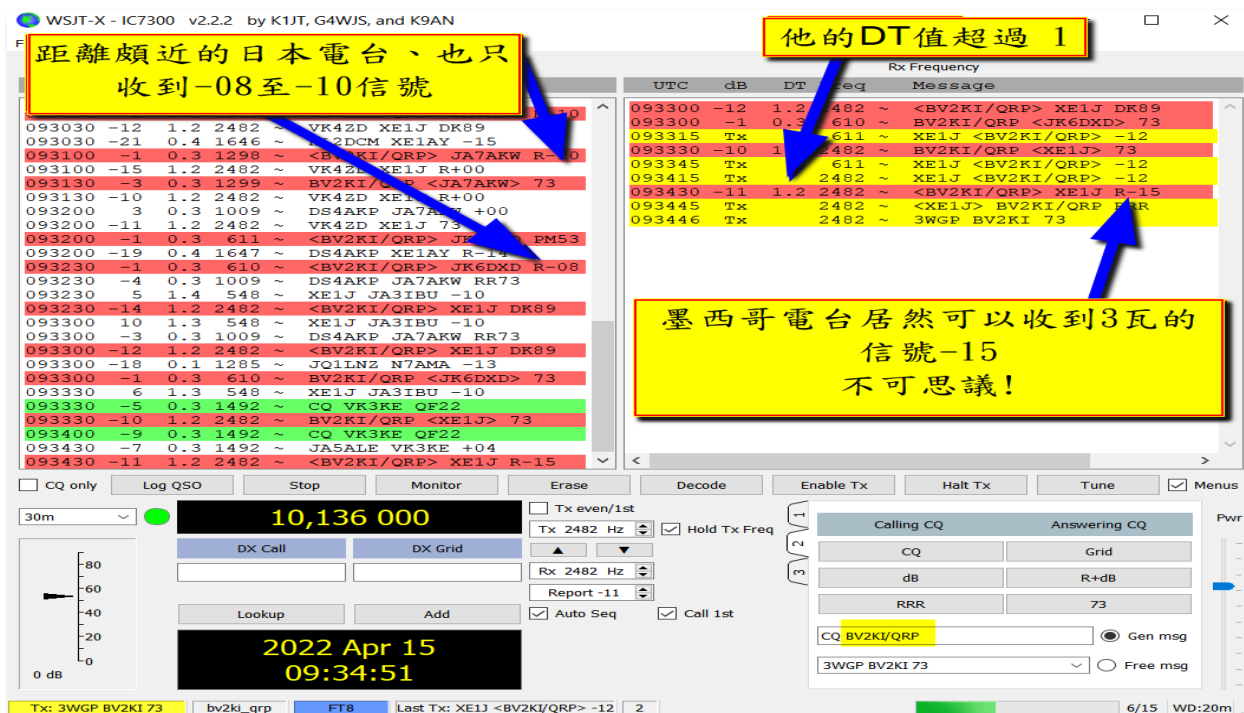 WSJT-X - IC7300 v2.2.2 by K1JT, G4WJS, and K9AN
F
距離頗近的日本電台、也只
收到-08至-10信號
他的DT值超過 1
Rx Frequency
UTC dB DT Freq Message
093030 -12 1.2 2482 ~ VK4ZD XE1J DK89
093030 -21 0.4 1646 ~ XE1AY -15
093100 -1 0.3 1298 ~ <BV2KI/QRP> JA7AKW
093100 -15 1.2 2482 ~ VK4ZD XE1J R+00
093130 -3 0.3 1299 ~ BV2KI/QRP <JA7AKW> 73
093130 -10 1.2 2482 ~ VK4ZD R+00
093200 3 0.3 1009 ~ DS4AKP JA7AKW +00
093200 -11 1.2 2482 ~ VK4ZD XE1J 73
093200 -1 0.3 611 ~ <BV2KI/QRP> PM53
093200 -19 0.4 1647 ~ DS4AKP XE1AY R-14
093230 -1 0.3 610 ~ <BV2KI/QRP> JK6DXD R-08
093230 -4 0.3 1009 ~ DS4AKP JA7AKW RR73
093230 5 1.4 548 ~ XE1J JA3IBU -10
093230 -14 1.2 2482 ~ <BV2KI/QRP> XE1J DK89
093300 10 1.3 548 ~ XE1J JA3IBU -10
093300 -3 0.3 1009 ~ DS4AKP JA7AKW RR73
093300 -12 1.2 2482 ~ <BV2KI/QRP> XE1J DK89
093300 -18 0.1 1285 ~ JQ1LNZ N7AMA -13
093300 -1 0.3 610 ~ BV2KI/QRP <JK6DXD> 73
093330 6 1.3 548 ~ XE1J JA3IBU -10
093330 -5 0.3 1492 ~ CQ VK3KE QF22
093330 -10 1.2 2482 ~ BV2KI/QRP <XE1J> 73
093400 -9 0.3 1492 ~ CQ VK3KE QF22
093430 -7 0.3 1492 ~ JA5ALE VK3KE +04
093430 -11 1.2 2482 ~ <BV2KI/QRP> XE1J R-15
093300 -12 1.2 2482 ~ <BV2KI/QRP> XE1J DK89
093300 -1 0.3 610 ~ BV2KI/QRP <JK6DXD> 73
093315 Tx 611 ~ XE1J <BV2KI/QRP> -12
093330 -10 2482 ~ BV2KI/QRP <XE1J> 73
093345 Tx 611 ~ XE1J <BV2KI/QRP> -12
093415 Tx 2482 ~ XE1J <BV2KI/QRP> -12
093430 -11 1.2 2482 ~ <BV2KI/QRP> XE1J R-15
093445 Tx 2482 ~ <XE1J> BV2KI/QRP RRR
093446 Tx 2482 ~ 3WGP BV2KI 73
墨西哥電台居然可以收到3瓦的
信號-15
不可思議!
CQ only Log QSO Stop Monitor Erase Decode Enable Tx Halt Tx Tune Menus
30m
10,136 000
Tx even/1st
Tx 2482 Hz Hold Tx Freq
DX Call DX Grid
Rx 2482 Hz
Report -11
Lookup Add
Auto Seq Call 1st
2022 Apr 15
09:34:51
-80
-60
-40
-20
0
0 dB
1
2
3
Calling CQ Answering CQ
CQ Grid
dB R+dB
RRR 73
CQ BV2KI/QRP Gen msg
3WGP BV2KI 73 Free msg
Pwr
Tx: 3WGP BV2KI 73 bv2ki_qrp FT8 Last Tx: XE1J <BV2KI/QRP> -12 2 6/15 WD:20m